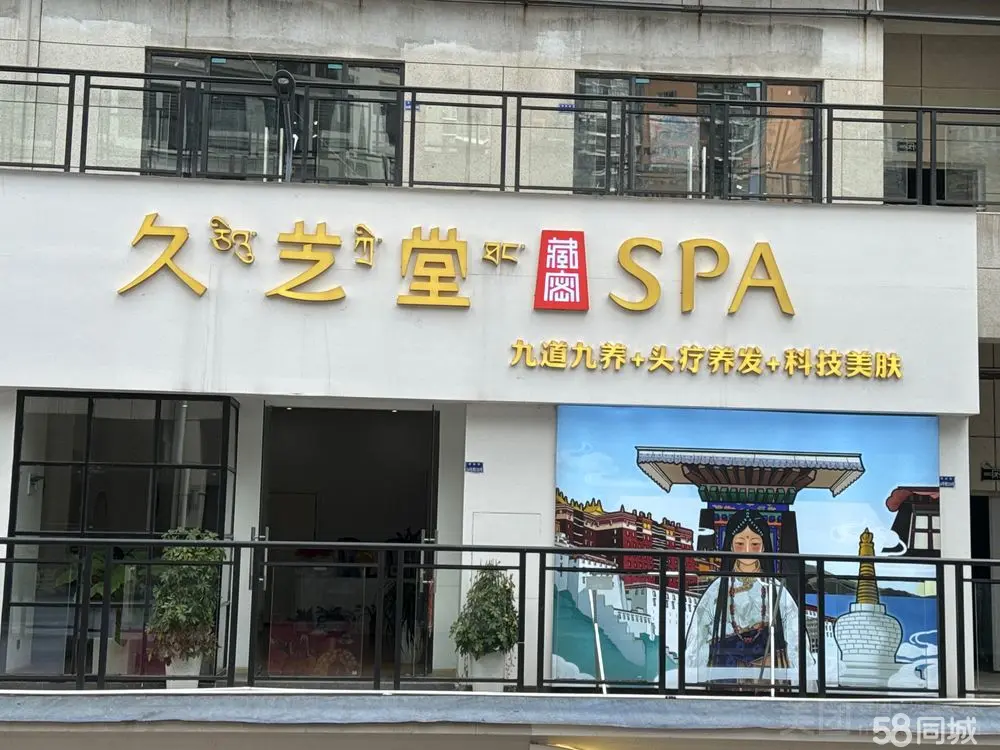 久艺堂 藏密 SPA
九道九养+头疗养发+科技美肤
58同城